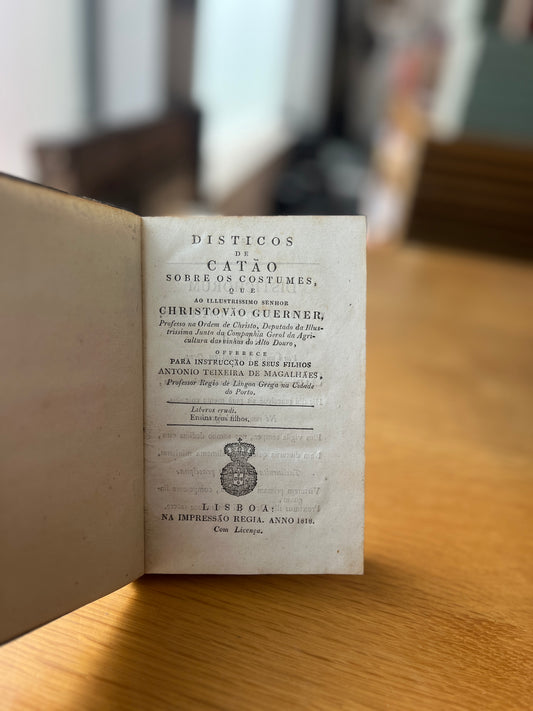 DISTICOS
DE
CATÃO
SOBRE OS COSTUMES,
QUE
AO ILLUSTRISSIMO SENHOR
CHRISTOVÃO GUERNER,
Professo na Ordem de Christo, Deputado da Illus-
trissima Junta da Companhia Geral da Agri-
cultura das vinhas do Alto Douro,
OFFERECE
PARA INSTRUCÇÃO DE SEUS FILHOS
ANTONIO TEIXEIRA DE MAGALHÃES,
Professor Regio de Lingoa Grega na Cidade
do Porto.
Liberos erudi.
Ensina teus filhos.
LISBOA:
NA IMPRESSÃO REGIA. ANNO 1818.
Com Licença.